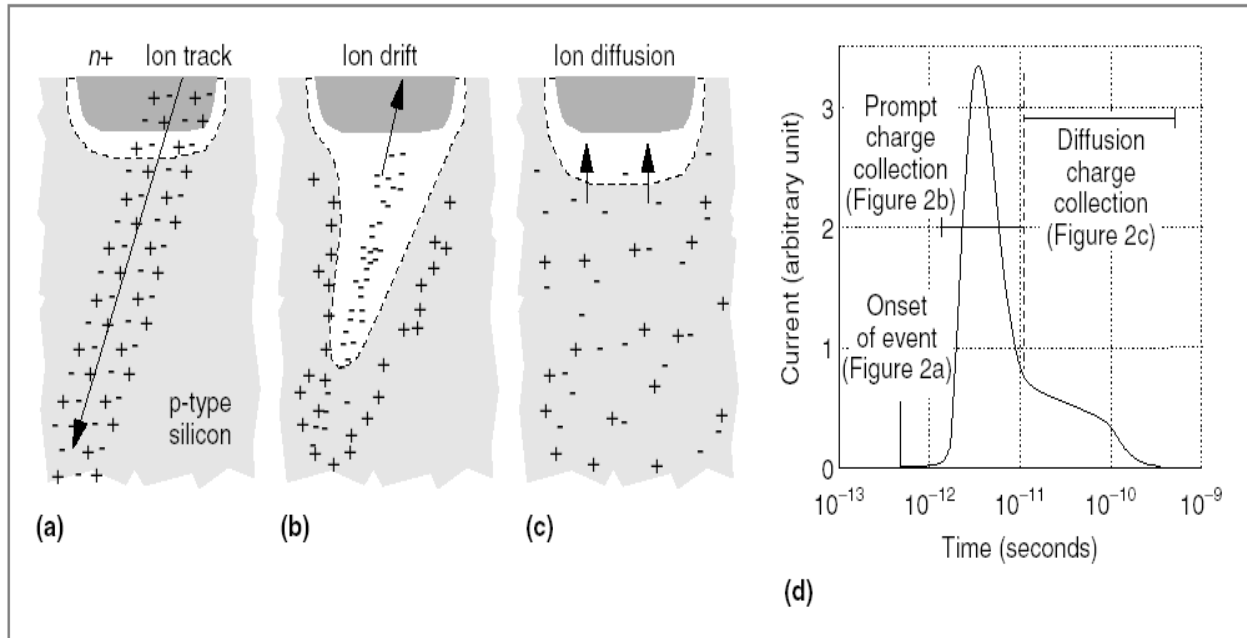 n+ Ion track
Ion drift
Ion diffusion
p-type
silicon
(a)
(b)
(c)
Current (arbitrary unit)
3
2
1
0
Prompt
charge
collection
(Figure 2b)
Diffusion
charge
collection
(Figure 2c)
Onset
of event
(Figure 2a)
10⁻¹³ 10⁻¹² 10⁻¹¹ 10⁻¹⁰ 10⁻⁹
Time (seconds)
(d)